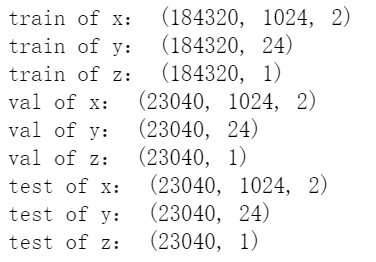 train of x： (184320, 1024, 2)
train of y： (184320, 24)
train of z： (184320, 1)
val of x： (23040, 1024, 2)
val of y： (23040, 24)
val of z： (23040, 1)
test of x： (23040, 1024, 2)
test of y： (23040, 24)
test of z： (23040, 1)